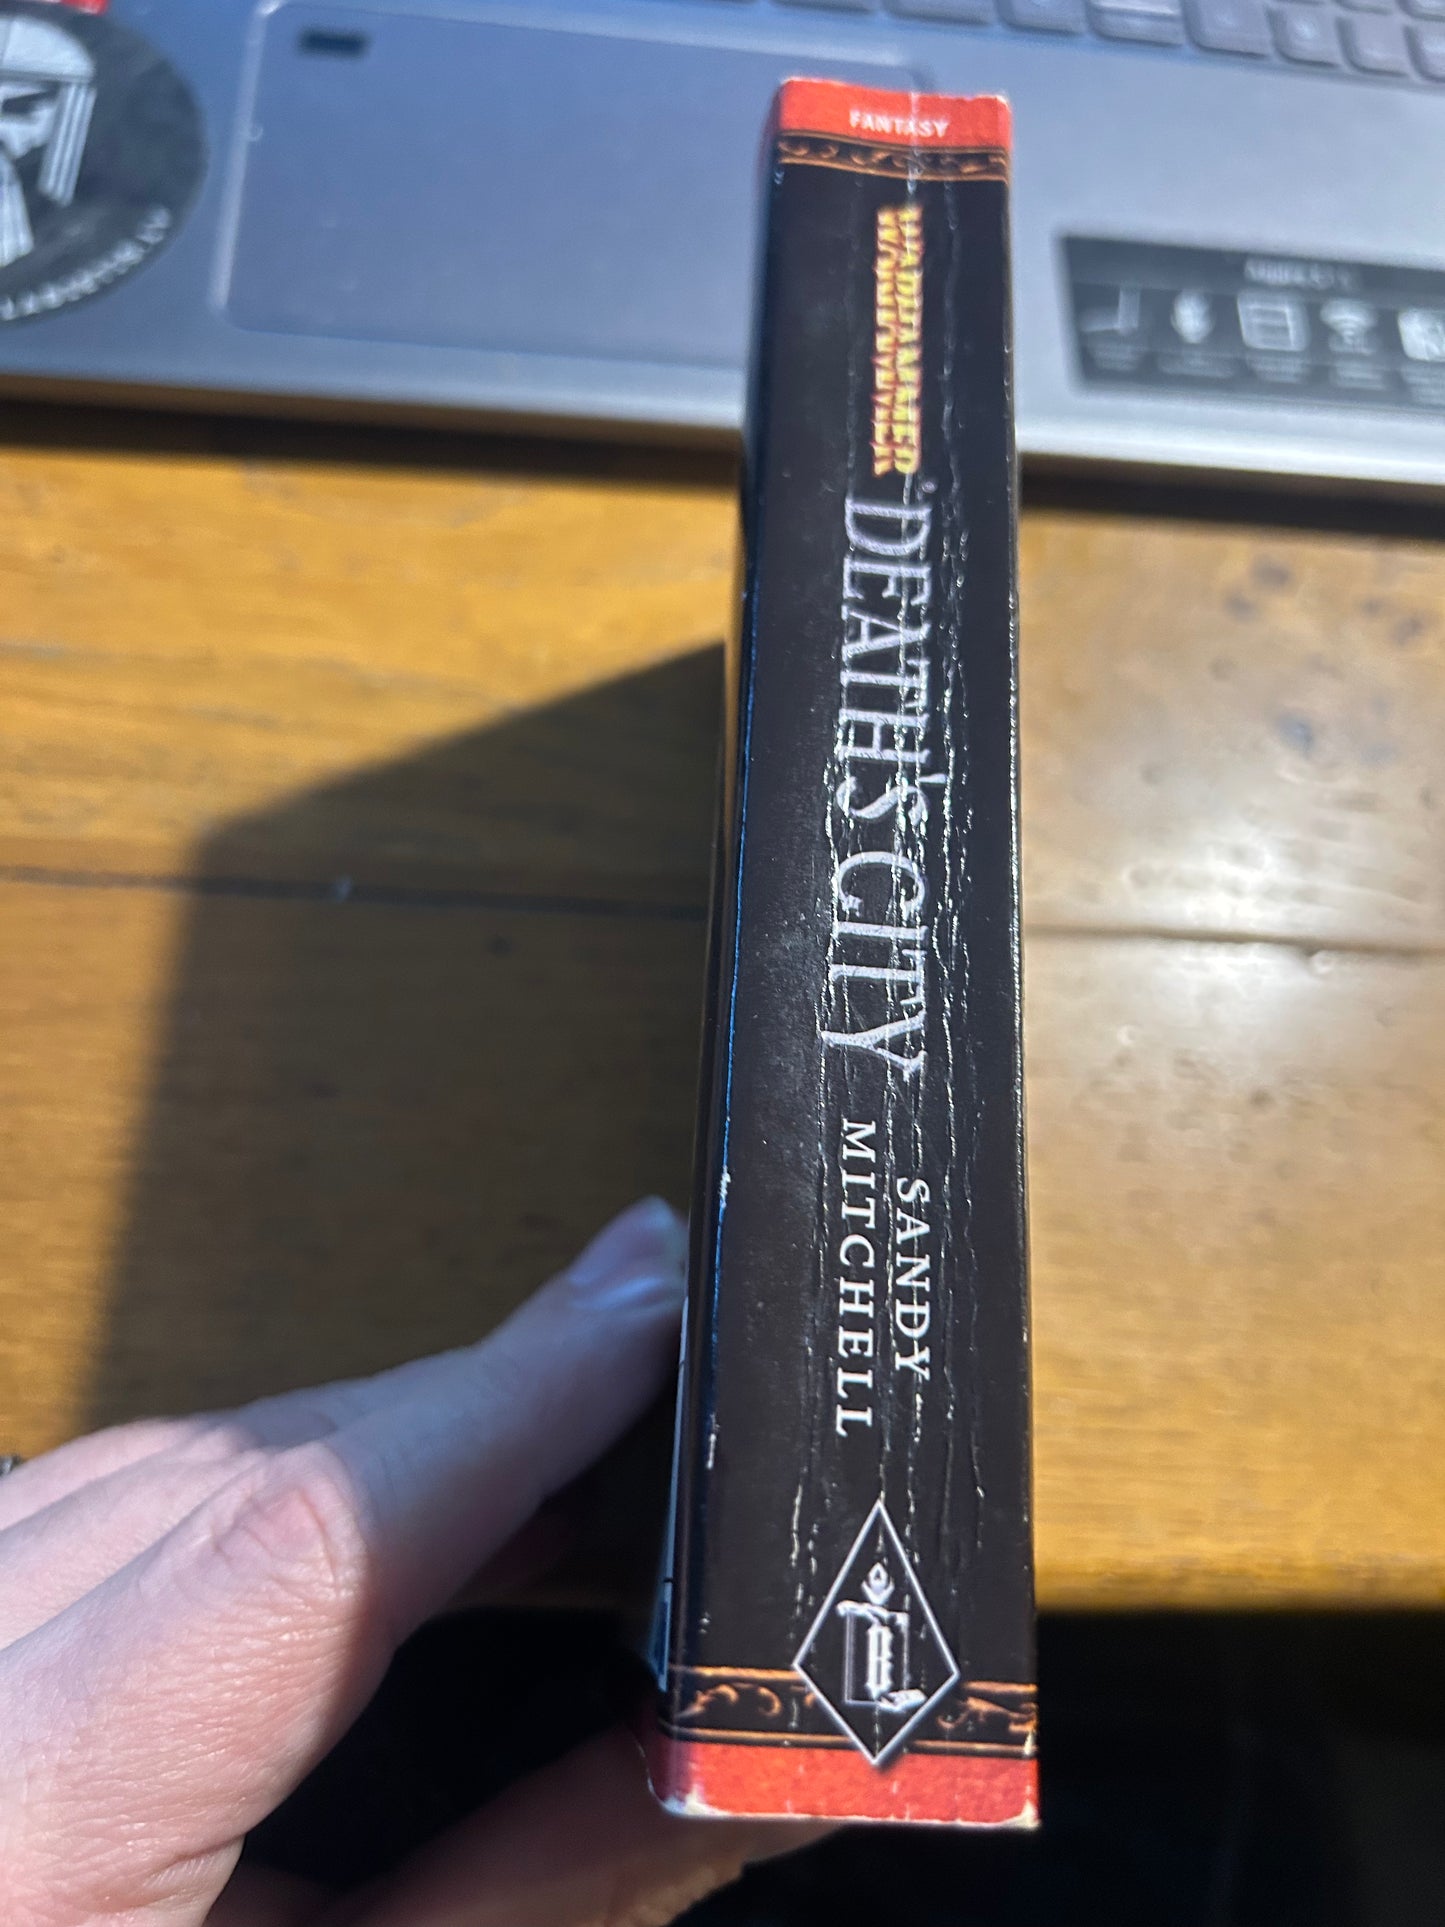 FANTASY
WARHAMMER
DEATH'S CITY
SANDY
MITCHELL